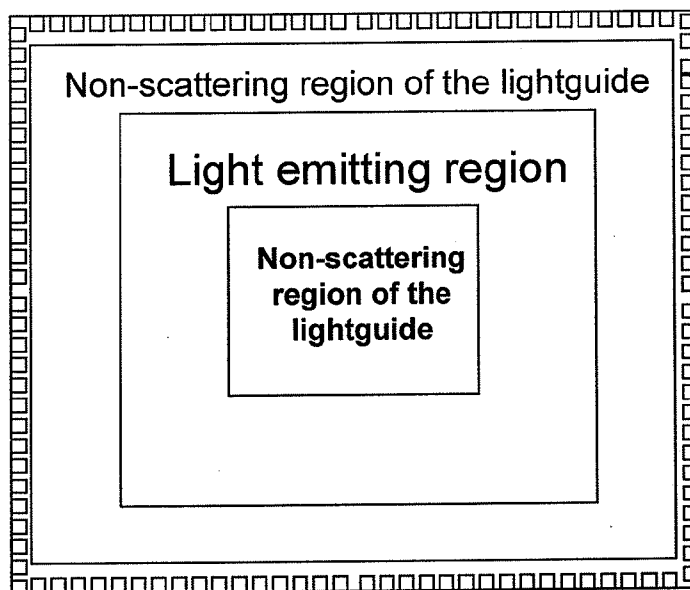 Non-scattering region of the lightguide
Light emitting region
Non-scattering
region of the
lightguide